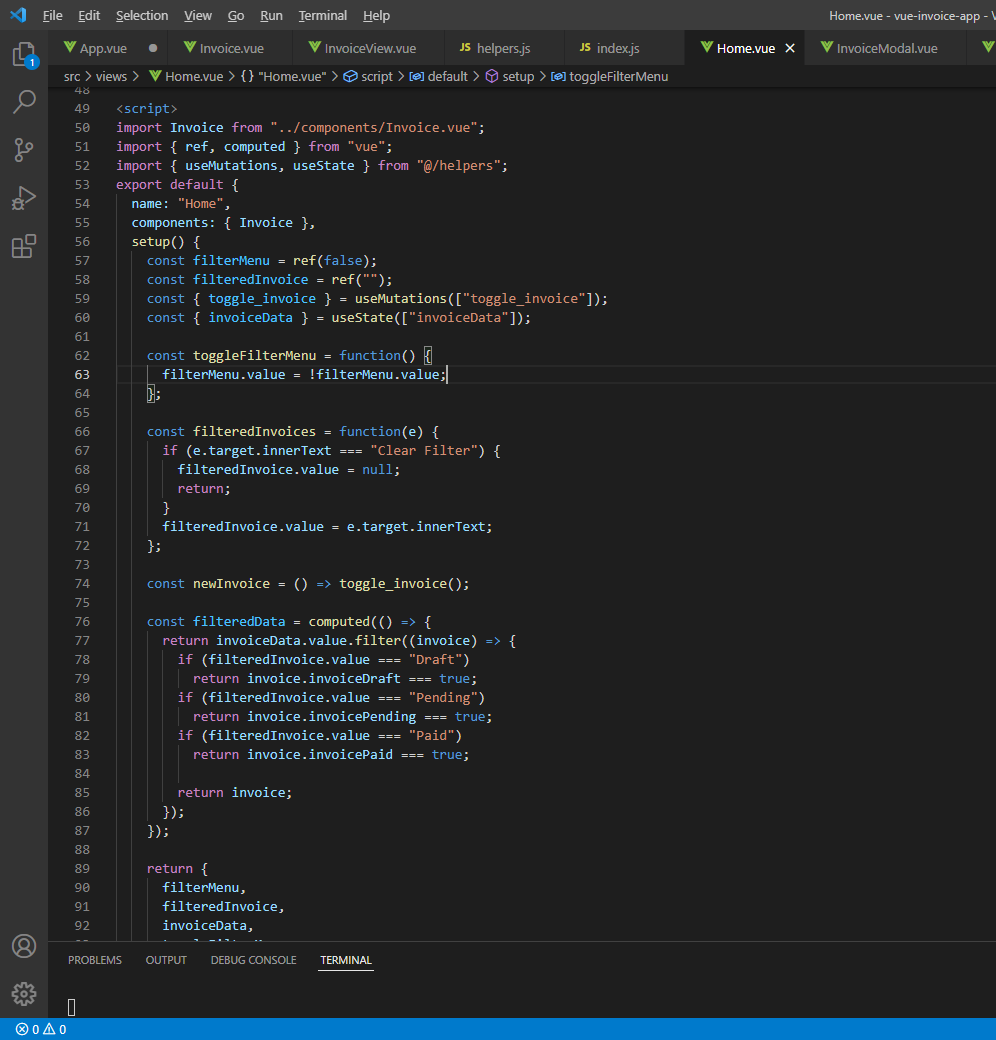 File Edit Selection View Go Run Terminal Help Home.vue - vue-invoice-app - V
App.vue Invoice.vue InvoiceView.vue JS helpers.js JS index.js Home.vue InvoiceModal.vue
1
src > views > Home.vue > {} "Home.vue" > script > default > setup > toggleFilterMenu
48
49 <script>
50 import Invoice from "../components/Invoice.vue";
51 import { ref, computed } from "vue";
52 import { useMutations, useState } from "@/helpers";
53 export default {
54 name: "Home",
55 components: { Invoice },
56 setup() {
57 const filterMenu = ref(false);
58 const filteredInvoice = ref("");
59 const { toggle_invoice } = useMutations(["toggle_invoice"]);
60 const { invoiceData } = useState(["invoiceData"]);
61
62 const toggleFilterMenu = function() {
63 filterMenu.value = !filterMenu.value;
64 };
65
66 const filteredInvoices = function(e) {
67 if (e.target.innerText === "Clear Filter") {
68 filteredInvoice.value = null;
69 return;
70 }
71 filteredInvoice.value = e.target.innerText;
72 };
73
74 const newInvoice = () => toggle_invoice();
75
76 const filteredData = computed(() => {
77 return invoiceData.value.filter((invoice) => {
78 if (filteredInvoice.value === "Draft")
79 return invoice.invoiceDraft === true;
80 if (filteredInvoice.value === "Pending")
81 return invoice.invoicePending === true;
82 if (filteredInvoice.value === "Paid")
83 return invoice.invoicePaid === true;
84
85 return invoice;
86 });
87 });
88
89 return {
90 filterMenu,
91 filteredInvoice,
92 invoiceData,
PROBLEMS OUTPUT DEBUG CONSOLE TERMINAL
0 0